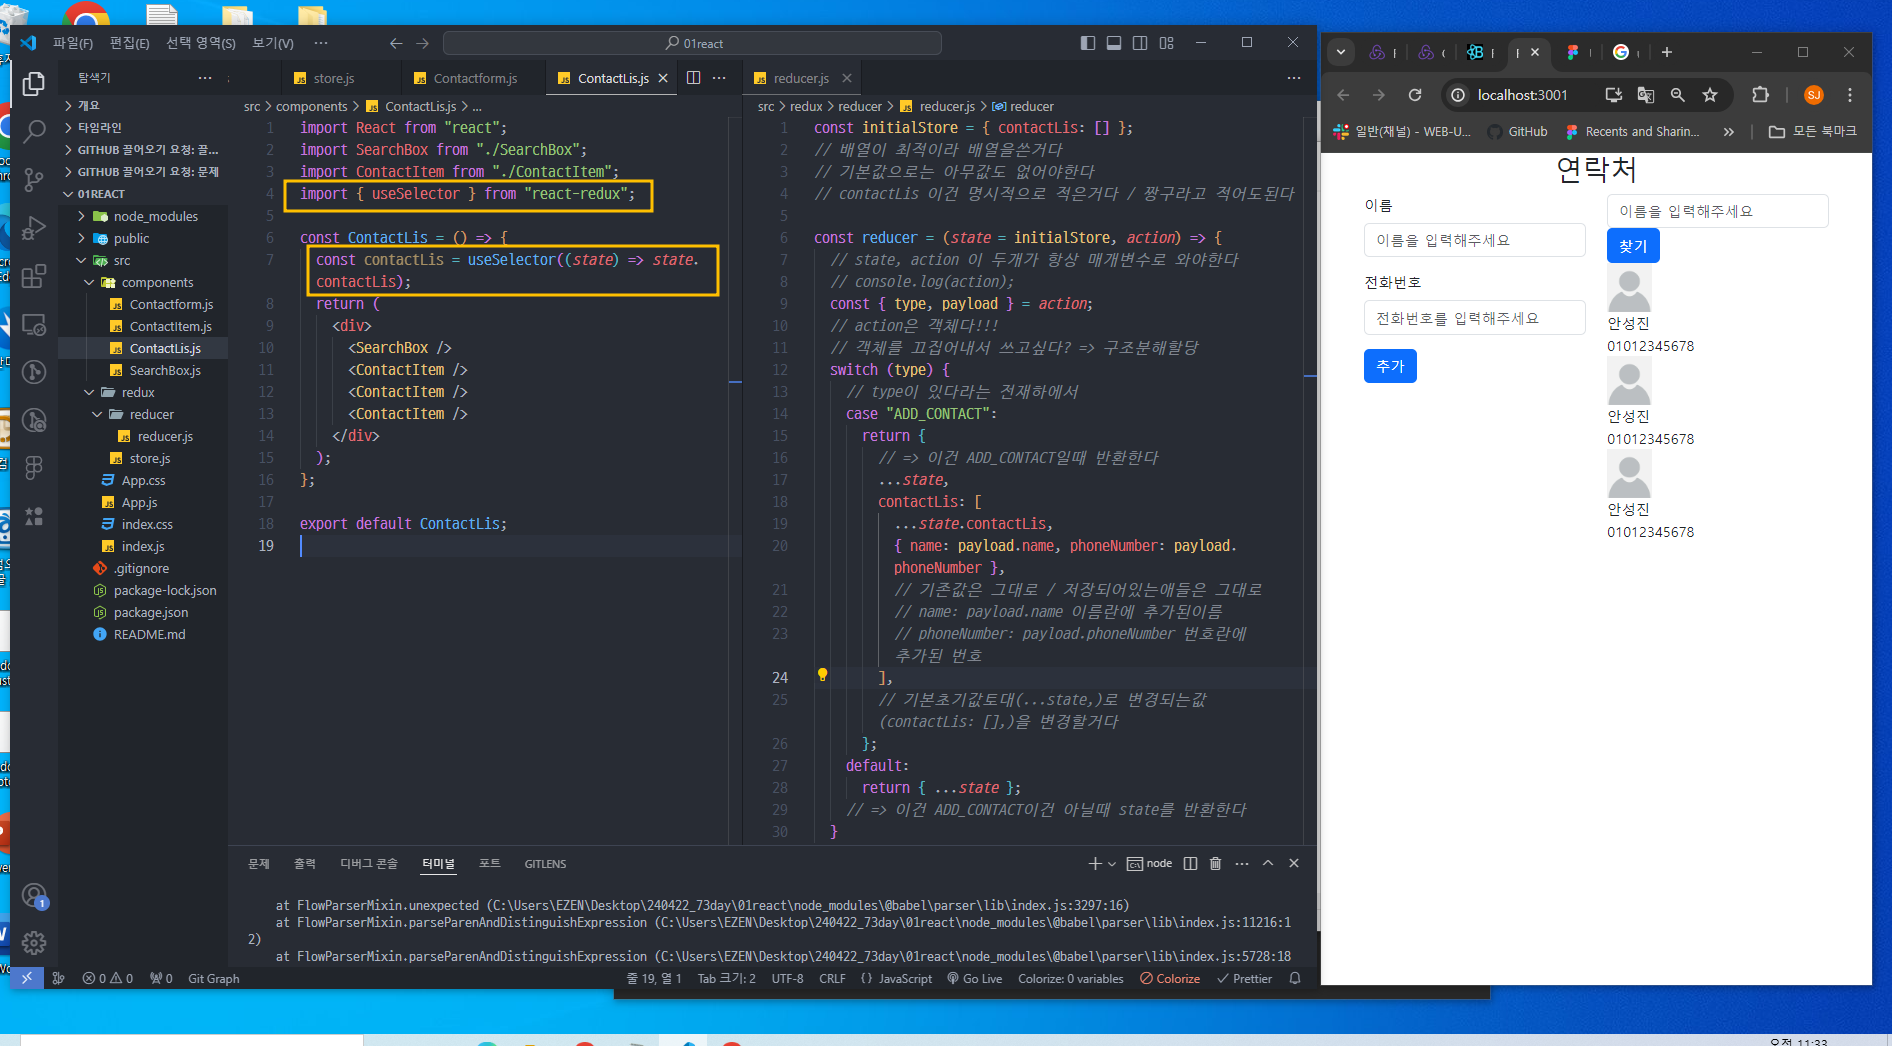 파일(F) 편집(E) 선택 영역(S) 보기(V) ···
01react
탐색기
개요
타임라인
GITHUB 끌어오기 요청: 끌...
GITHUB 끌어오기 요청: 문제
01REACT
node_modules
public
src
components
Contactform.js
ContactItem.js
ContactLis.js
SearchBox.js
redux
reducer
reducer.js
store.js
App.css
App.js
index.css
index.js
.gitignore
package-lock.json
package.json
README.md
store.js Contactform.js ContactLis.js
src > components > ContactLis.js > ...
1 import React from "react";
2 import SearchBox from "./SearchBox";
3 import ContactItem from "./ContactItem";
4 import { useSelector } from "react-redux";
5
6 const ContactLis = () => {
7 const contactLis = useSelector((state) => state.
contactLis);
8 return (
9 <div>
10 <SearchBox />
11 <ContactItem />
12 <ContactItem />
13 <ContactItem />
14 </div>
15 );
16 };
17
18 export default ContactLis;
19
reducer.js
src > redux > reducer > reducer.js > reducer
1 const initialStore = { contactLis: [] };
2 // 배열이 최적이라 배열을쓴거다
3 // 기본값으로는 아무값도 없어야한다
4 // contactLis 이건 명시적으로 적은거다 / 짱구라고 적어도된다
5
6 const reducer = (state = initialStore, action) => {
7 // state, action 이 두개가 항상 매개변수로 와야한다
8 // console.log(action);
9 const { type, payload } = action;
10 // action은 객체다!!!
11 // 객체를 끄집어내서 쓰고싶다? => 구조분해할당
12 switch (type) {
13 // type이 있다라는 전재하에서
14 case "ADD_CONTACT":
15 return {
16 // => 이건 ADD_CONTACT일때 반환한다
17 ...state,
18 contactLis: [
19 ...state.contactLis,
20 { name: payload.name, phoneNumber: payload.
phoneNumber },
21 // 기존값은 그대로 / 저장되어있는애들은 그대로
22 // name: payload.name 이름란에 추가된이름
23 // phoneNumber: payload.phoneNumber 번호란에
추가된 번호
24 ],
25 // 기본초기값토대(...state,)로 변경되는값
(contactLis: [],)을 변경할거다
26 };
27 default:
28 return { ...state };
29 // => 이건 ADD_CONTACT이건 아닐때 state를 반환한다
30 }
문제 출력 디버그 콘솔 터미널 포트 GITLENS
node
at FlowParserMixin.unexpected (C:\Users\EZEN\Desktop\240422_73day\01react\node_modules\@babel\parser\lib\index.js:3297:16)
at FlowParserMixin.parseParenAndDistinguishExpression (C:\Users\EZEN\Desktop\240422_73day\01react\node_modules\@babel\parser\lib\index.js:11216:1
2)
at FlowParserMixin.parseParenAndDistinguishExpression (C:\Users\EZEN\Desktop\240422_73day\01react\node_modules\@babel\parser\lib\index.js:5728:18
1
0 0 0 Git Graph 줄 19, 열 1 Tab 크기: 2 UTF-8 CRLF {} JavaScript Go Live Colorize: 0 variables Colorize Prettier
localhost:3001
SJ
일반(채널) - WEB-U... GitHub Recents and Sharin... » 모든 북마크
연락처
이름
이름을 입력해주세요
전화번호
전화번호를 입력해주세요
추가
이름을 입력해주세요
찾기
안성진
01012345678
안성진
01012345678
안성진
01012345678
오전 11:33